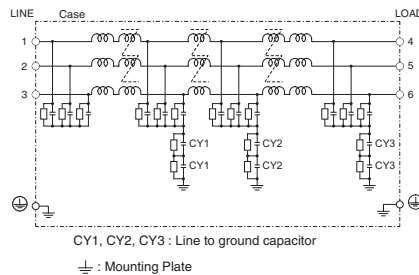 LINE Case LOAD
1 4
2 5
3 6
CY1 CY2 CY3
CY1 CY2 CY3
CY1, CY2, CY3 : Line to ground capacitor
: Mounting Plate